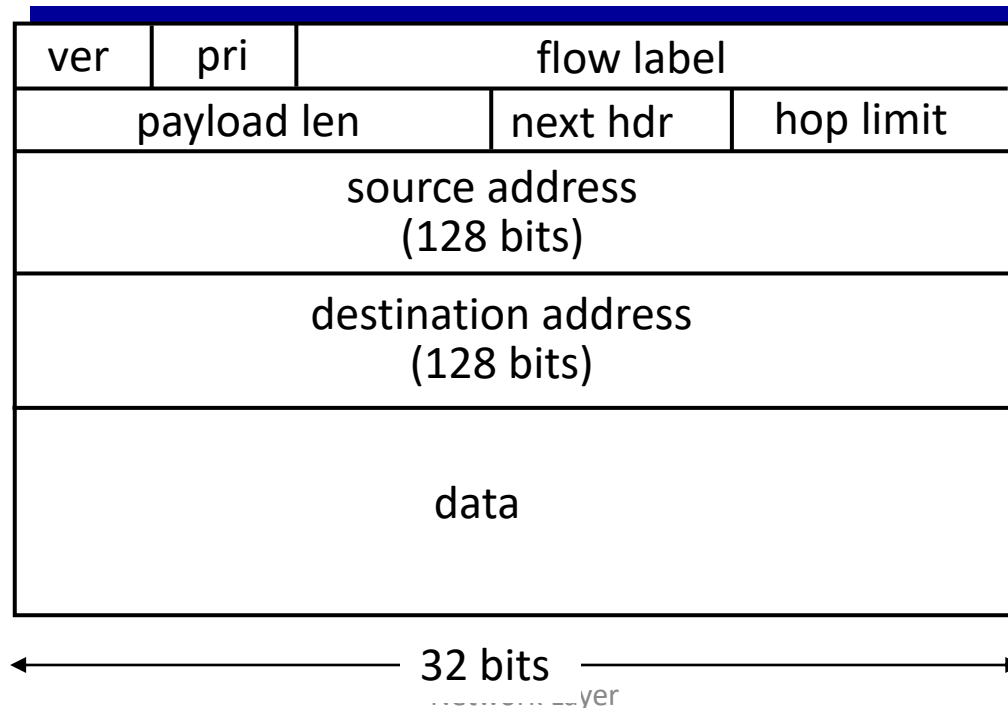 ver pri flow label
payload len next hdr hop limit
source address
(128 bits)
destination address
(128 bits)
data
32 bits